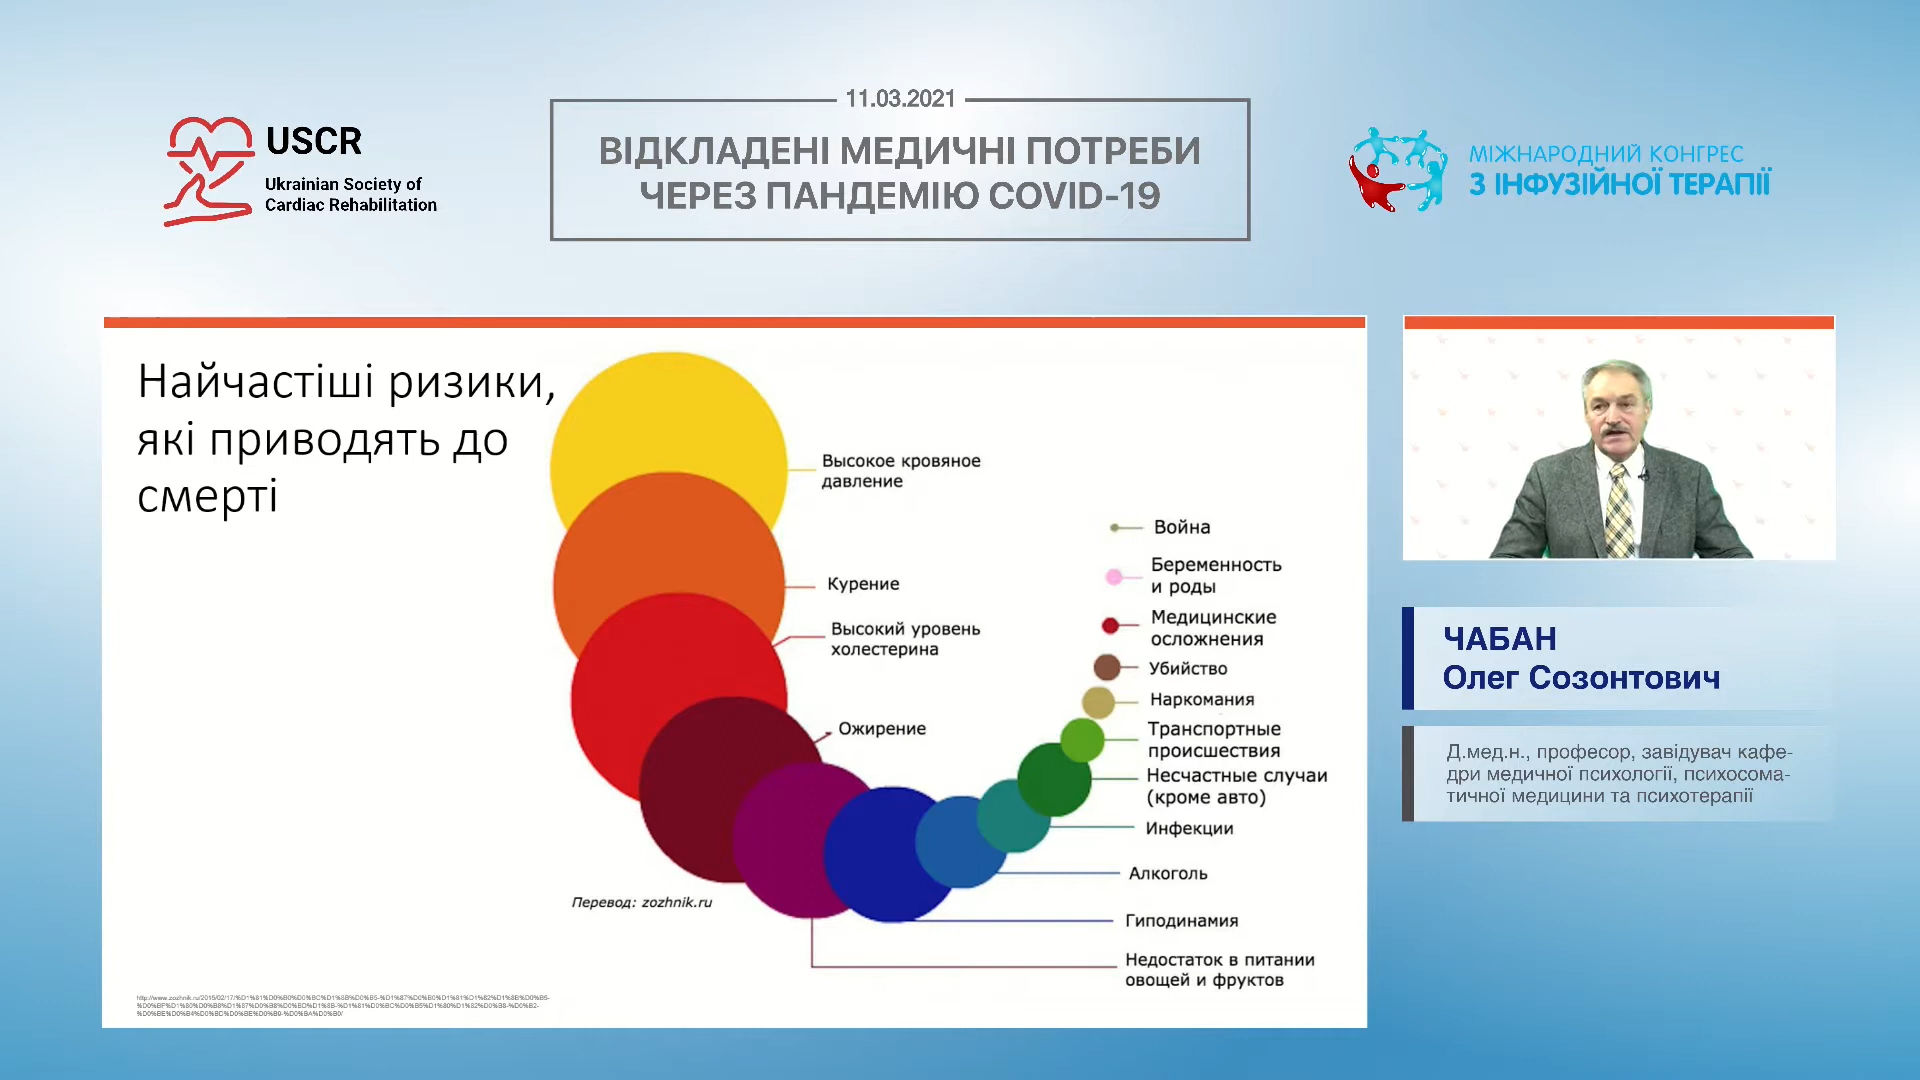 11.03.2021
ВІДКЛАДЕНІ МЕДИЧНІ ПОТРЕБИ
ЧЕРЕЗ ПАНДЕМІЮ COVID-19
USCR
Ukrainian Society of
Cardiac Rehabilitation
МІЖНАРОДНИЙ КОНГРЕС
З ІНФУЗІЙНОЇ ТЕРАПІЇ
Найчастіші ризики,
які приводять до
смерті
Высокое кровяное
давление
Курение
Высокий уровень
холестерина
Ожирение
Война
Беременность
и роды
Медицинские
осложнения
Убийство
Наркомания
Транспортные
происшествия
Несчастные случаи
(кроме авто)
Инфекции
Алкоголь
Гиподинамия
Недостаток в питании
овощей и фруктов
Перевод: zozhnik.ru
ЧАБАН
Олег Созонтович
Д.мед.н., професор, завідувач кафе-
дри медичної психології, психосома-
тичної медицини та психотерапії